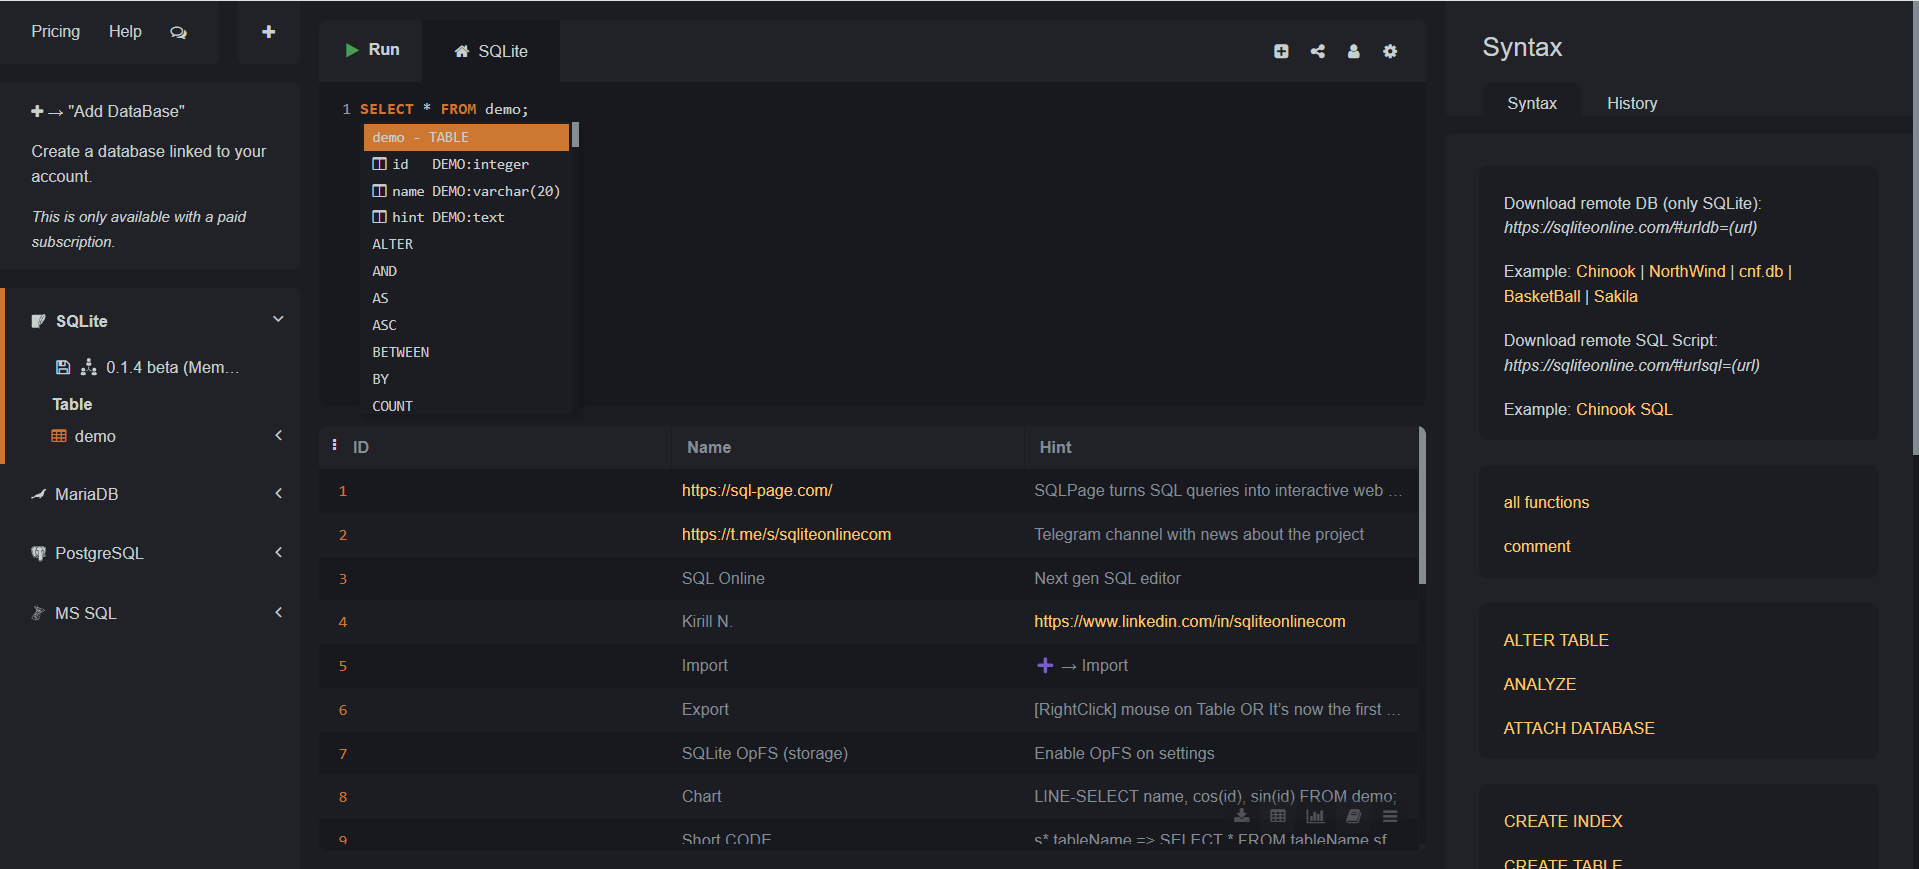 Pricing Help
"Add DataBase"
Create a database linked to your
account.
This is only available with a paid
subscription.
SQLite
0.1.4 beta (Mem...
Table
demo
MariaDB
PostgreSQL
MS SQL
Run SQLite
1 SELECT * FROM demo;
demo - TABLE
id DEMO:integer
name DEMO:varchar(20)
hint DEMO:text
ALTER
AND
AS
ASC
BETWEEN
BY
COUNT
ID Name Hint
1 https://sql-page.com/ SQLPage turns SQL queries into interactive web ...
2 https://t.me/s/sqliteonlinecom Telegram channel with news about the project
3 SQL Online Next gen SQL editor
4 Kirill N. https://www.linkedin.com/in/sqliteonlinecom
5 Import ➕ → Import
6 Export [RightClick] mouse on Table OR It's now the first ...
7 SQLite OpFS (storage) Enable OpFS on settings
8 Chart LINE-SELECT name, cos(id), sin(id) FROM demo;
9 Short CODE s* tableName => SELECT * FROM tableName sf
Syntax
Syntax History
Download remote DB (only SQLite):
https://sqliteonline.com/#urldb=(url)
Example: Chinook | NorthWind | cnf.db |
BasketBall | Sakila
Download remote SQL Script:
https://sqliteonline.com/#urlsql=(url)
Example: Chinook SQL
all functions
comment
ALTER TABLE
ANALYZE
ATTACH DATABASE
CREATE INDEX
CREATE TABLE